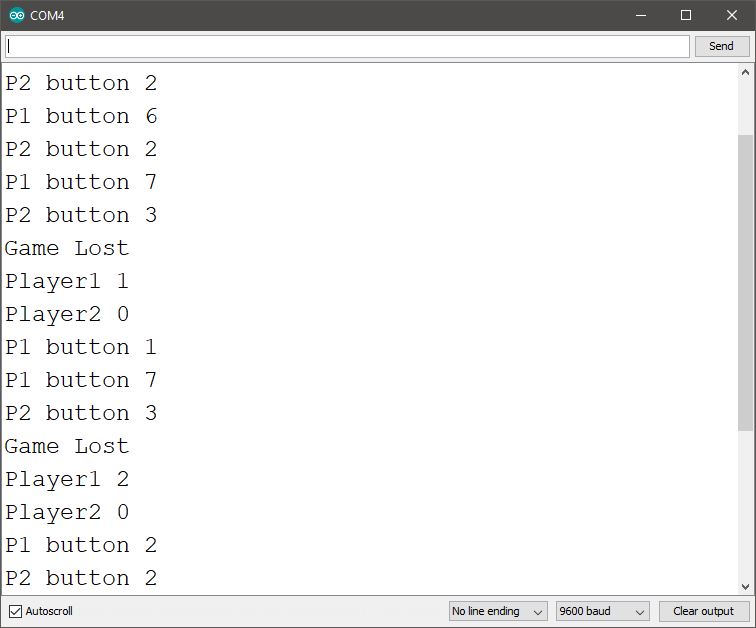 COM4
Send
P2 button 2
P1 button 6
P2 button 2
P1 button 7
P2 button 3
Game Lost
Player1 1
Player2 0
P1 button 1
P1 button 7
P2 button 3
Game Lost
Player1 2
Player2 0
P1 button 2
P2 button 2
Autoscroll
No line ending
9600 baud
Clear output